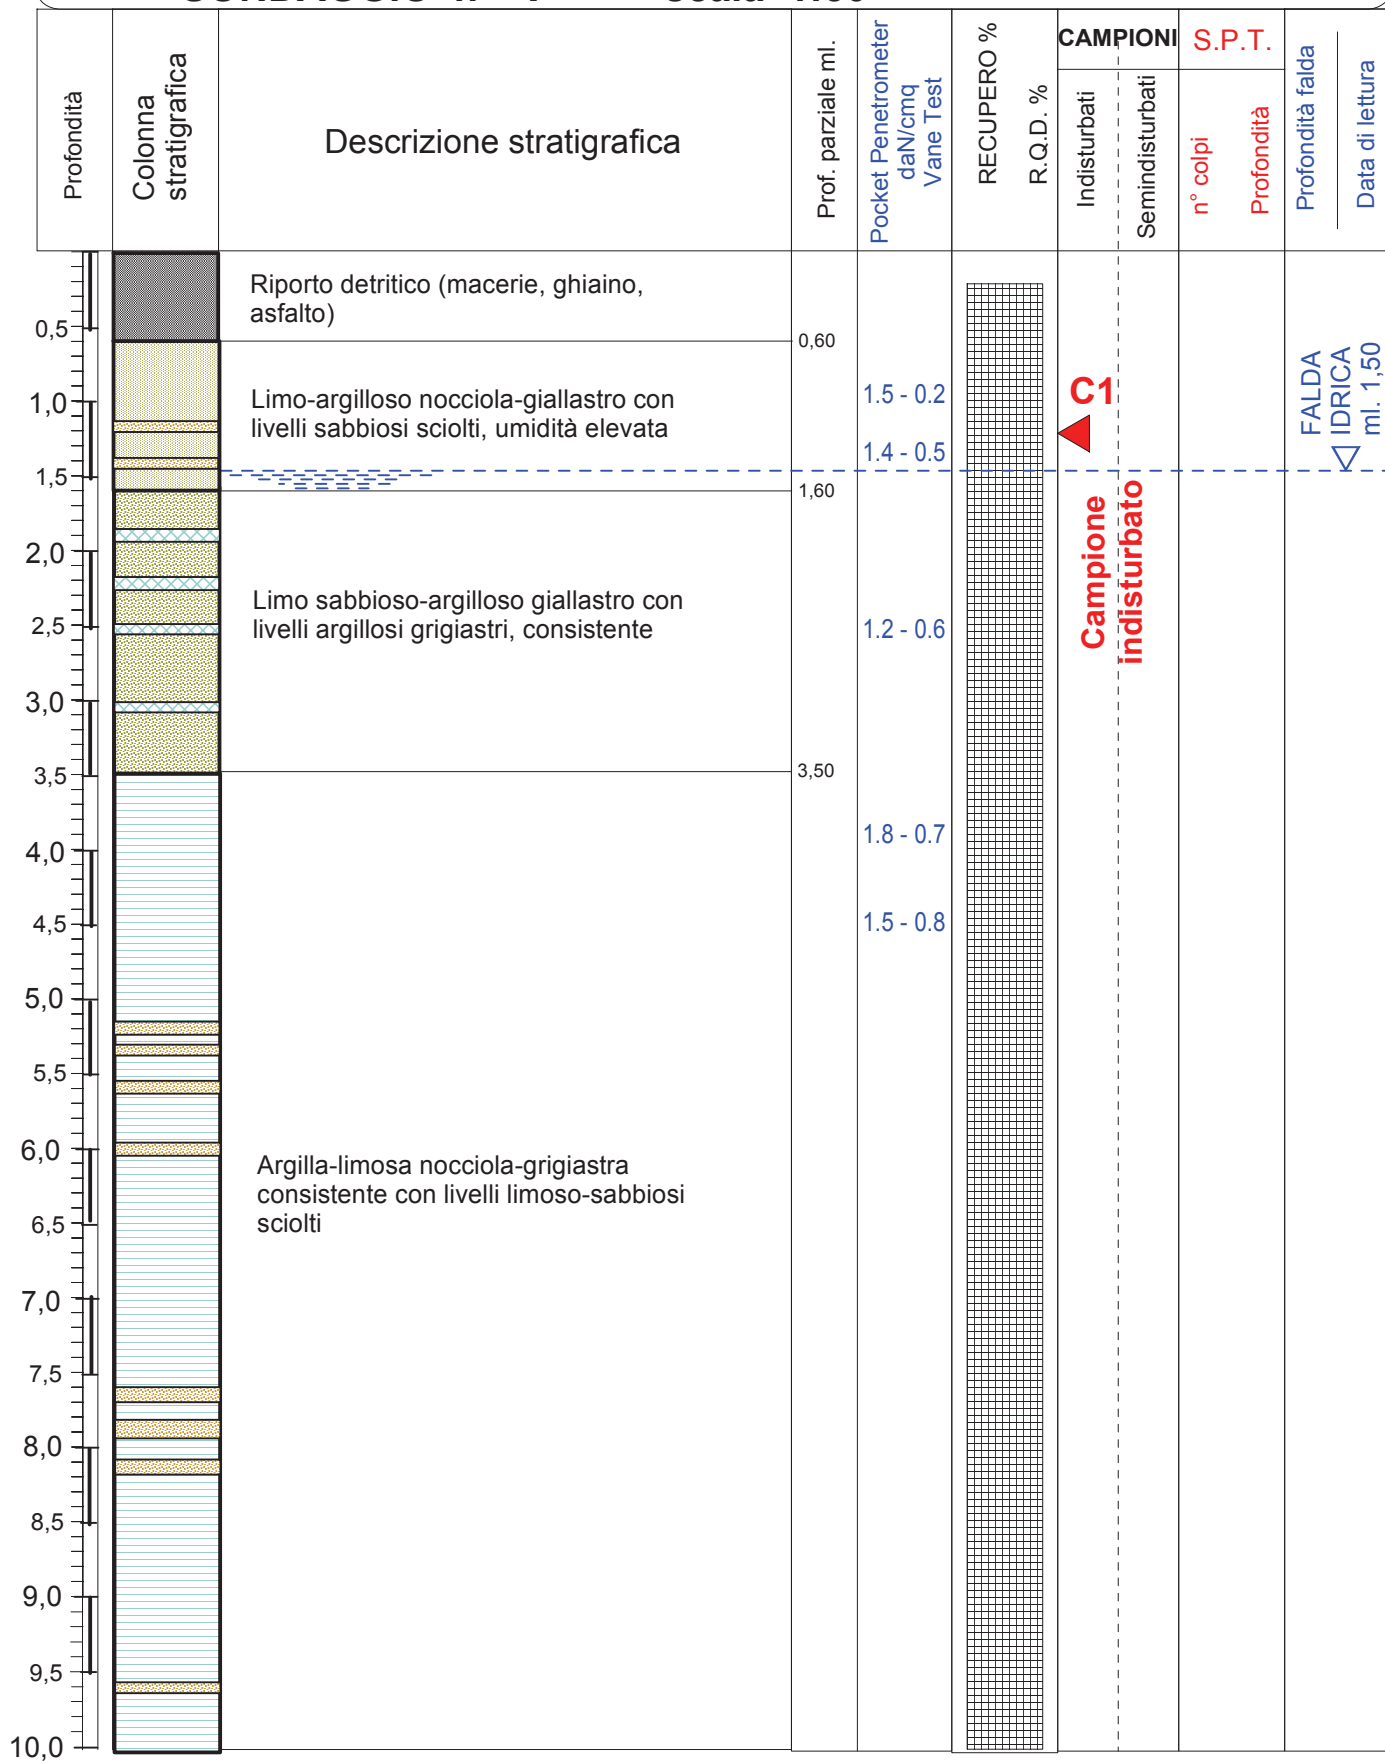 Profondità
Colonna
stratigrafica
Descrizione stratigrafica
Prof. parziale ml.
Pocket Penetrometer
daN/cmq
Vane Test
RECUPERO %
R.Q.D. %
CAMPIONI
Indisturbati
Semindisturbati
S.P.T.
n° colpi
Profondità
Profondità falda
Data di lettura
Riporto detritico (macerie, ghiaino,
asfalto)
0,5
0,60
Limo-argilloso nocciola-giallastro con
livelli sabbiosi sciolti, umidità elevata
1,0
1.5 - 0.2
C1
1.4 - 0.5
FALDA
IDRICA
ml. 1,50
1,5
1,60
Campione
indisturbato
2,0
Limo sabbioso-argilloso giallastro con
livelli argillosi grigiastri, consistente
2,5
1.2 - 0.6
3,0
3,5
3,50
1.8 - 0.7
4,0
4,5
1.5 - 0.8
5,0
5,5
6,0
Argilla-limosa nocciola-grigiastra
consistente con livelli limoso-sabbiosi
sciolti
6,5
7,0
7,5
8,0
8,5
9,0
9,5
10,0